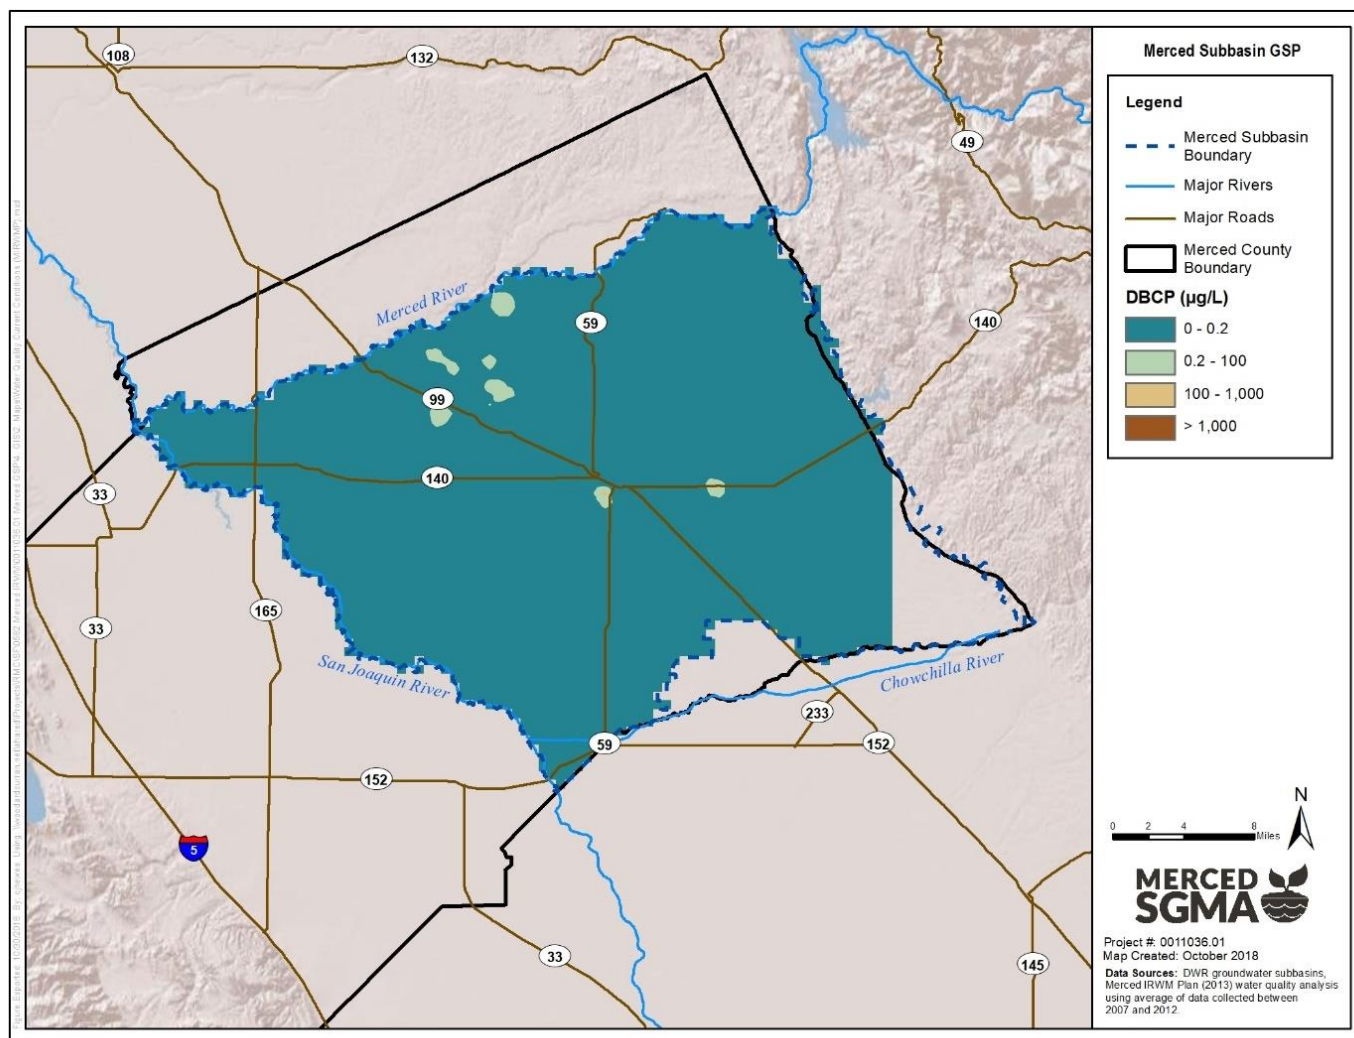 108
132
49
Merced River
59
140
99
140
33
165
33
San Joaquin River
Chowchilla River
233
59
152
152
5
33
145
Merced Subbasin GSP
Legend
Merced Subbasin
Boundary
Major Rivers
Major Roads
Merced County
Boundary
DBCP (µg/L)
0 - 0.2
0.2 - 100
100 - 1,000
> 1,000
N
0 2 4 8
Miles
MERCED
SGMA
Project #: 0011036.01
Map Created: October 2018
Data Sources: DWR groundwater subbasins,
Merced IRWM Plan (2013) water quality analysis
using average of data collected between
2007 and 2012.